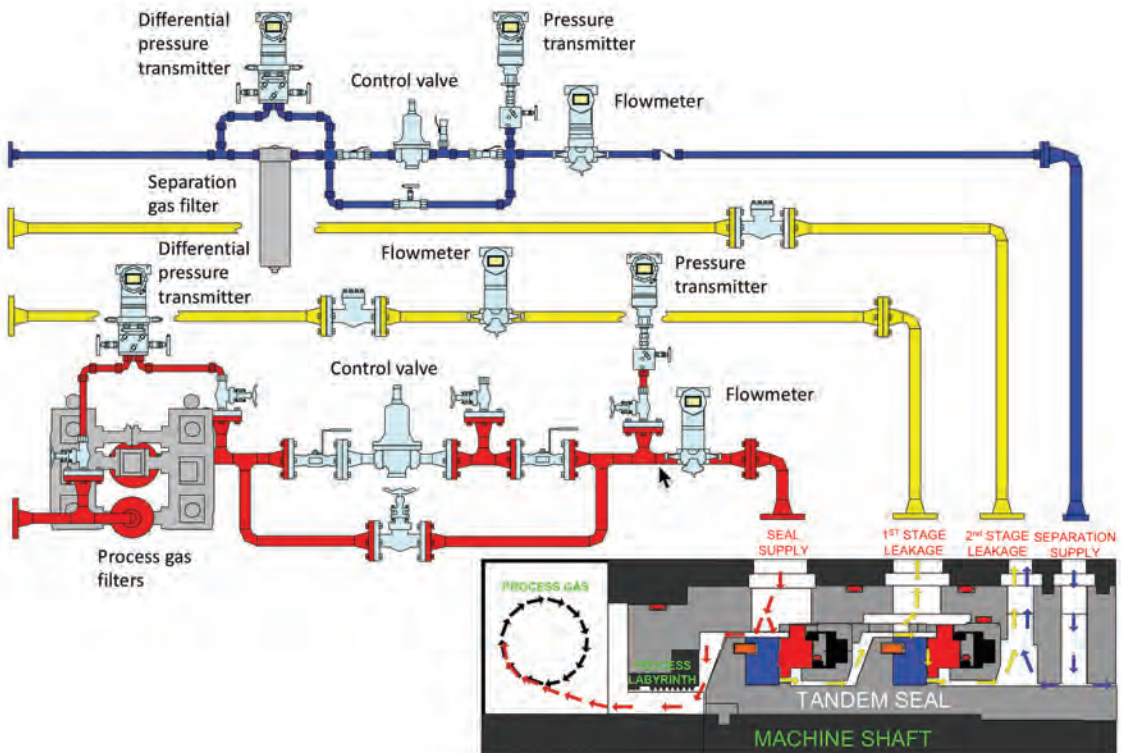 Differential
pressure
transmitter
Pressure
transmitter
Control valve
Flowmeter
Separation
gas filter
Differential
pressure
transmitter
Flowmeter
Pressure
transmitter
Control valve
Flowmeter
Process gas
filters
SEAL
SUPPLY
1ST STAGE
LEAKAGE
2nd STAGE
LEAKAGE
SEPARATION
SUPPLY
PROCESS GAS
PROCESS
LABYRINTH
TANDEM SEAL
MACHINE SHAFT